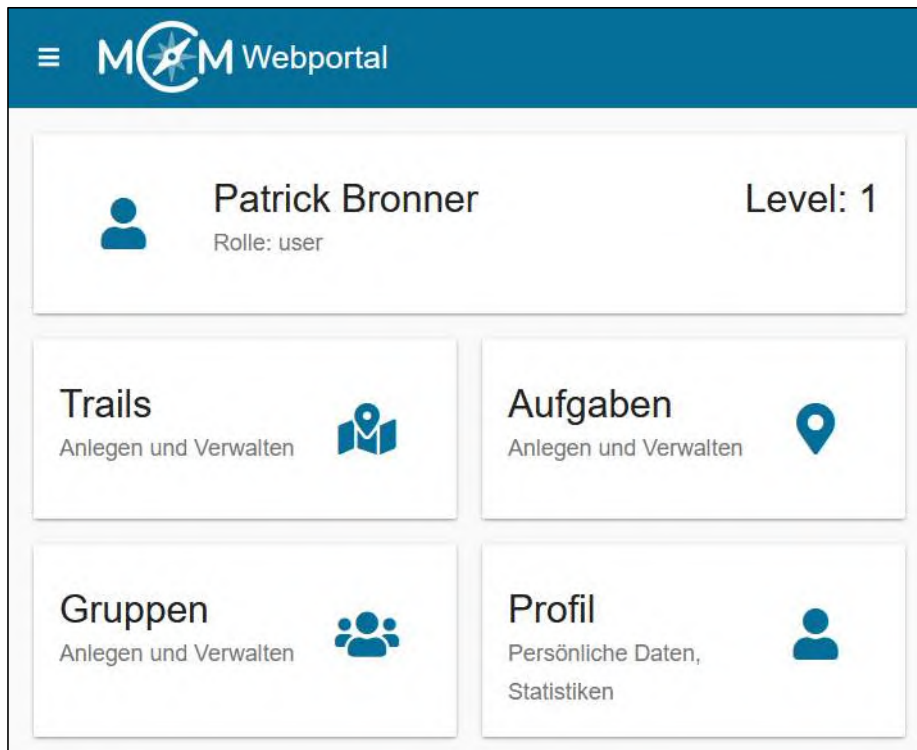 MCM Webportal
Patrick Bronner
Level: 1
Rolle: user
Trails
Anlegen und Verwalten
Aufgaben
Anlegen und Verwalten
Gruppen
Anlegen und Verwalten
Profil
Persönliche Daten,
Statistiken